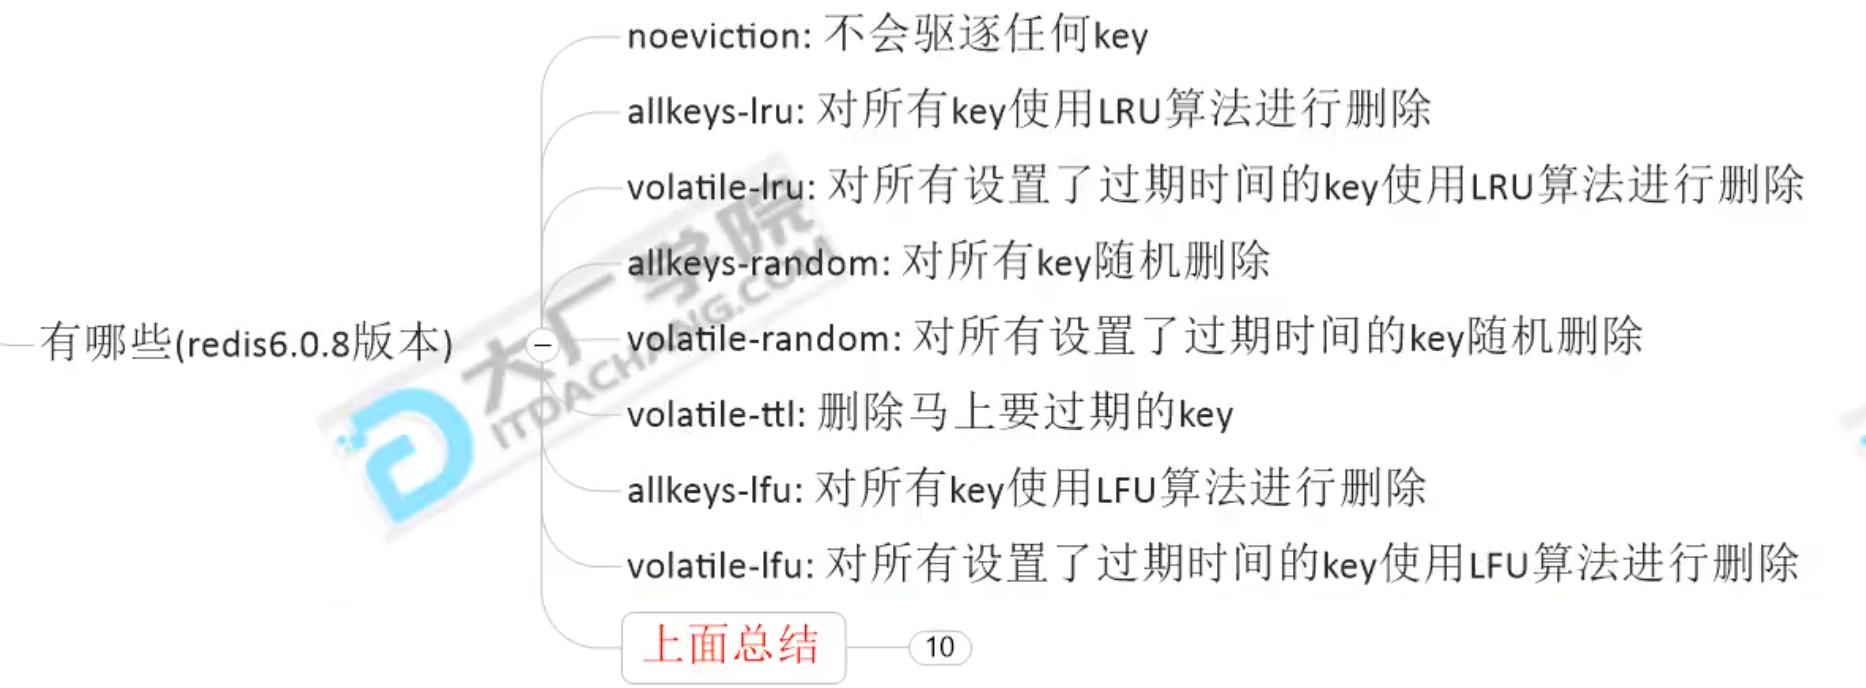 noeviction: 不会驱逐任何key
allkeys-lru: 对所有key使用LRU算法进行删除
volatile-lru: 对所有设置了过期时间的key使用LRU算法进行删除
allkeys-random: 对所有key随机删除
有哪些(redis6.0.8版本)
volatile-random: 对所有设置了过期时间的key随机删除
volatile-ttl: 删除马上要过期的key
allkeys-lfu: 对所有key使用LFU算法进行删除
volatile-lfu: 对所有设置了过期时间的key使用LFU算法进行删除
上面总结
10
大厂学院
ITDACHANG.COM